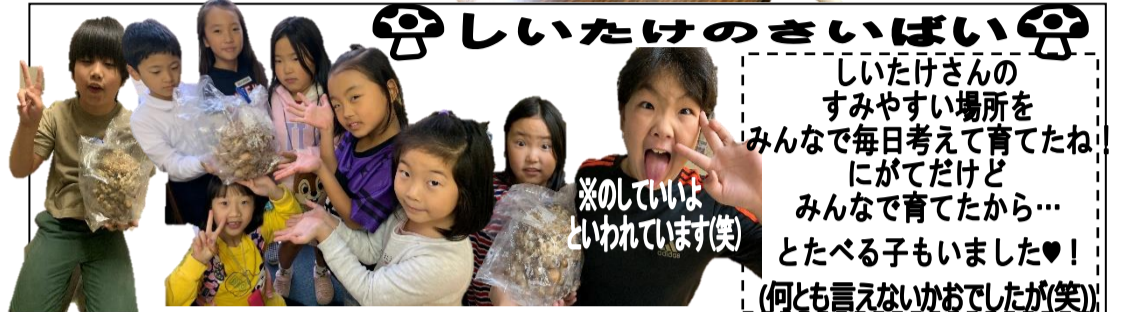 しいたけのさいばい
しいたけさんの
すみやすい場所を
みんなで毎日考えて育てたね！
にがてだけど
みんなで育てたから…
とたべる子もいました♥！
(何とも言えないかおでしたが(笑))
※のしていいよ
といわれています(笑)
adidas